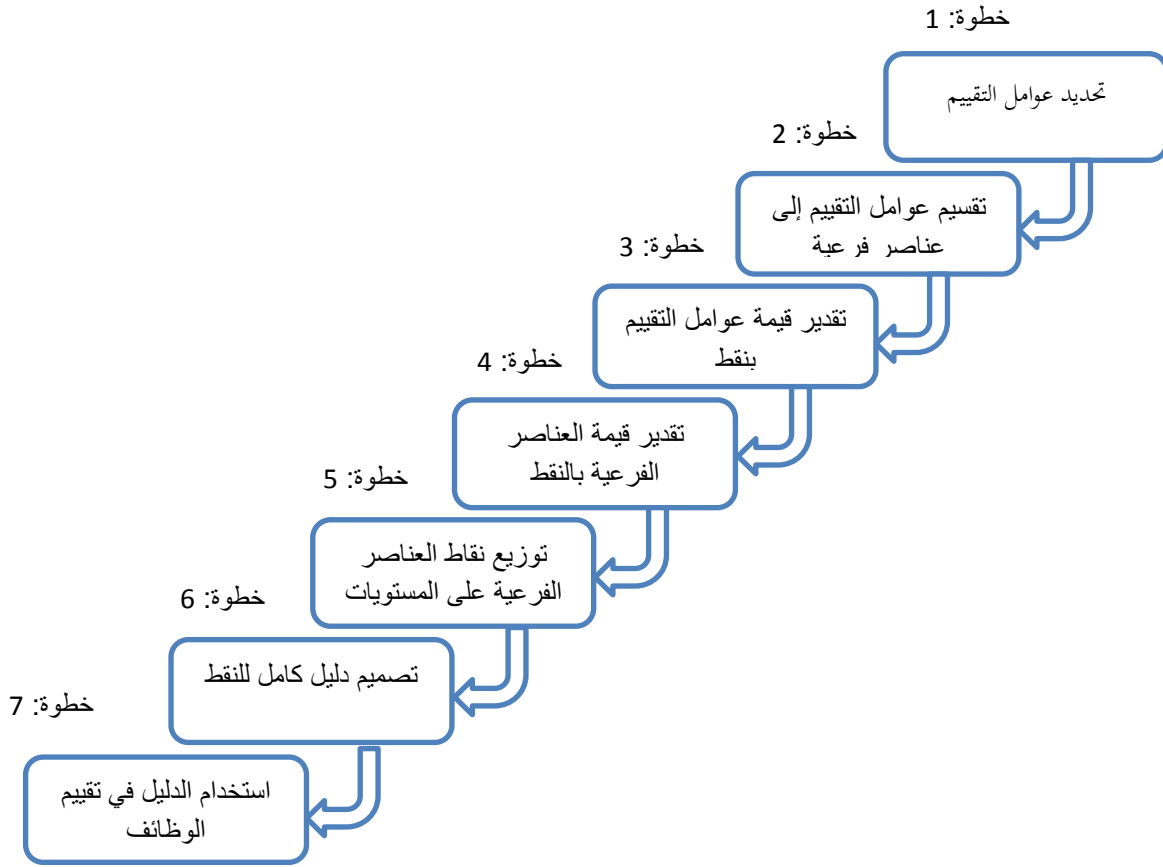 خطوة: 1
تحديد عوامل التقييم
خطوة: 2
تقسيم عوامل التقييم إلى
عناصر فرعية
خطوة: 3
تقدير قيمة عوامل التقييم
بنقط
خطوة: 4
تقدير قيمة العناصر
الفرعية بالنقط
خطوة: 5
توزيع نقاط العناصر
الفرعية على المستويات
خطوة: 6
تصميم دليل كامل للنقط
خطوة: 7
استخدام الدليل في تقييم
الوظائف